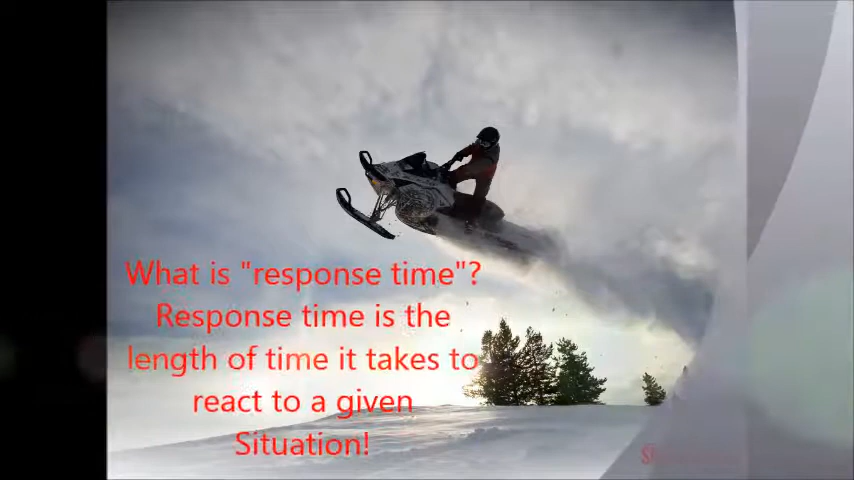 What is "response time"?
Response time is the
length of time it takes to
react to a given
Situation!